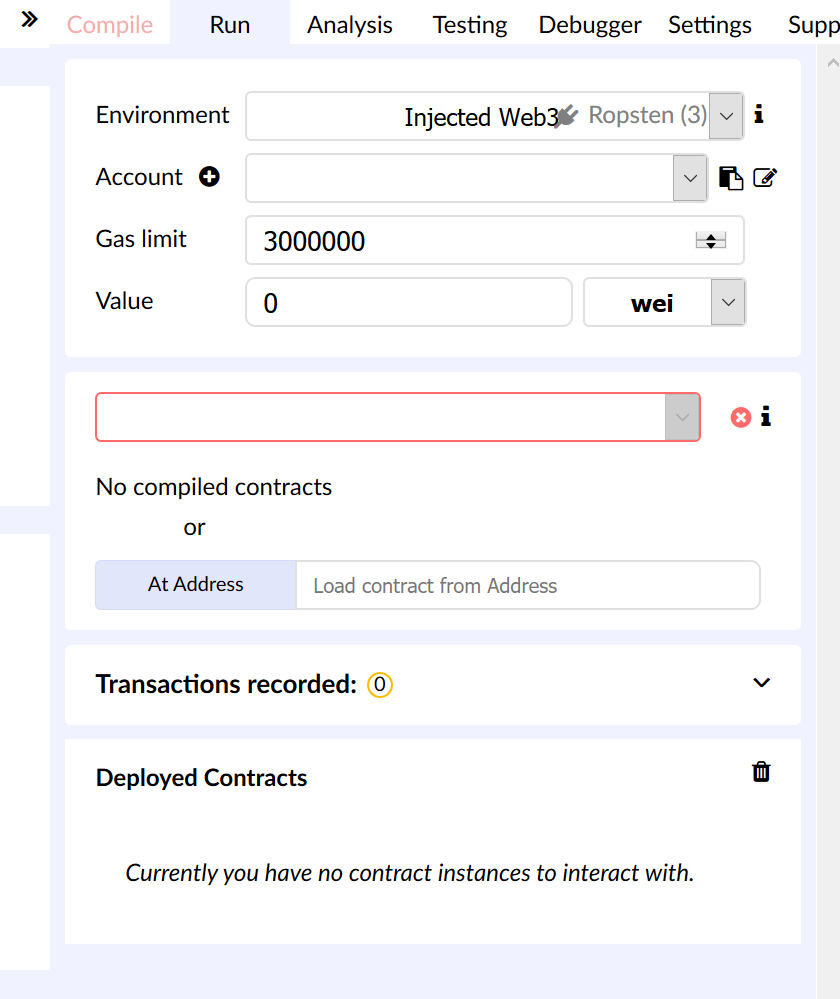 Compile Run Analysis Testing Debugger Settings Supp
Environment Injected Web3 Ropsten (3)
Account
Gas limit 3000000
Value 0 wei
No compiled contracts
or
At Address Load contract from Address
Transactions recorded: 0
Deployed Contracts
Currently you have no contract instances to interact with.